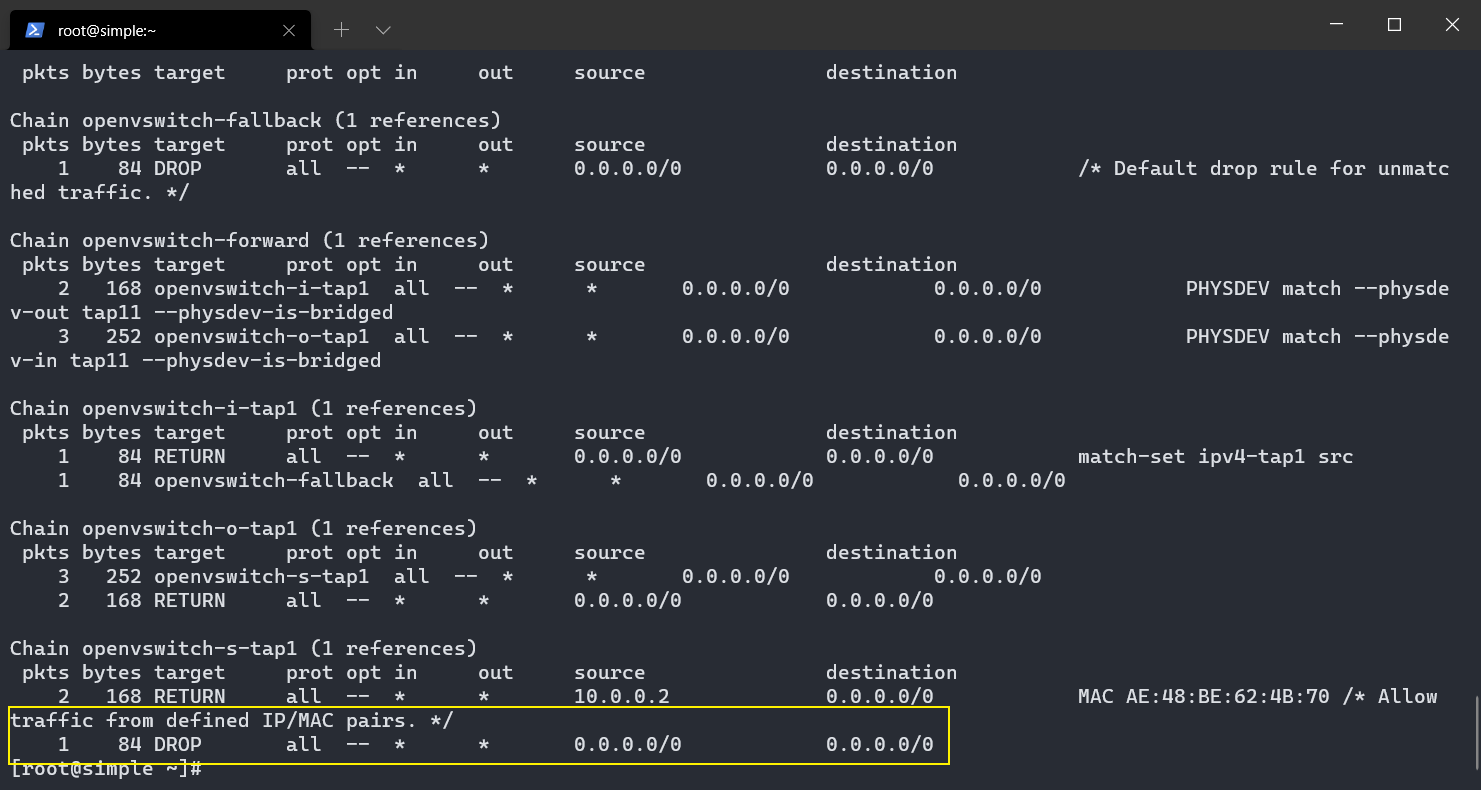 root@simple:~
 pkts bytes target     prot opt in     out     source               destination

Chain openvswitch-fallback (1 references)
 pkts bytes target     prot opt in     out     source               destination
    1    84 DROP       all  --  *      *       0.0.0.0/0            0.0.0.0/0            /* Default drop rule for unmatc
hed traffic. */

Chain openvswitch-forward (1 references)
 pkts bytes target     prot opt in     out     source               destination
    2   168 openvswitch-i-tap1  all  --  *      *       0.0.0.0/0            0.0.0.0/0            PHYSDEV match --physde
v-out tap11 --physdev-is-bridged
    3   252 openvswitch-o-tap1  all  --  *      *       0.0.0.0/0            0.0.0.0/0            PHYSDEV match --physde
v-in tap11 --physdev-is-bridged

Chain openvswitch-i-tap1 (1 references)
 pkts bytes target     prot opt in     out     source               destination
    1    84 RETURN     all  --  *      *       0.0.0.0/0            0.0.0.0/0            match-set ipv4-tap1 src
    1    84 openvswitch-fallback  all  --  *      *       0.0.0.0/0            0.0.0.0/0

Chain openvswitch-o-tap1 (1 references)
 pkts bytes target     prot opt in     out     source               destination
    3   252 openvswitch-s-tap1  all  --  *      *       0.0.0.0/0            0.0.0.0/0
    2   168 RETURN     all  --  *      *       0.0.0.0/0            0.0.0.0/0

Chain openvswitch-s-tap1 (1 references)
 pkts bytes target     prot opt in     out     source               destination
    2   168 RETURN     all  --  *      *       10.0.0.2             0.0.0.0/0            MAC AE:48:BE:62:4B:70 /* Allow
traffic from defined IP/MAC pairs. */
    1    84 DROP       all  --  *      *       0.0.0.0/0            0.0.0.0/0
[root@simple ~]#